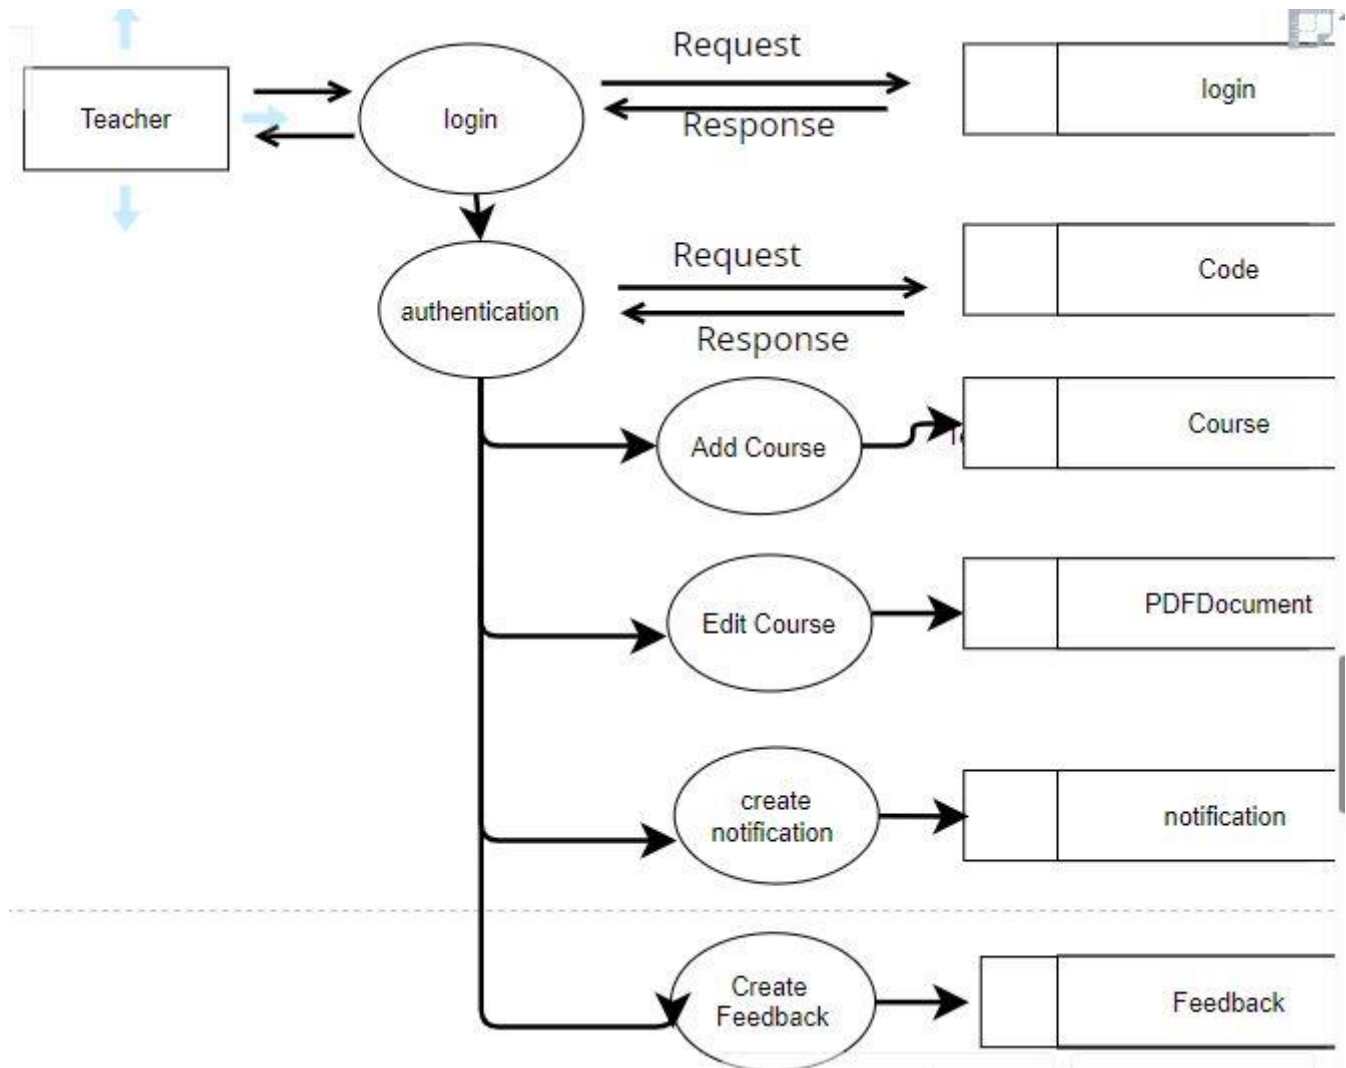 Request
Teacher
login
login
Response
Request
Code
authentication
Response
Add Course
Course
Edit Course
PDFDocument
create
notification
notification
Create
Feedback
Feedback